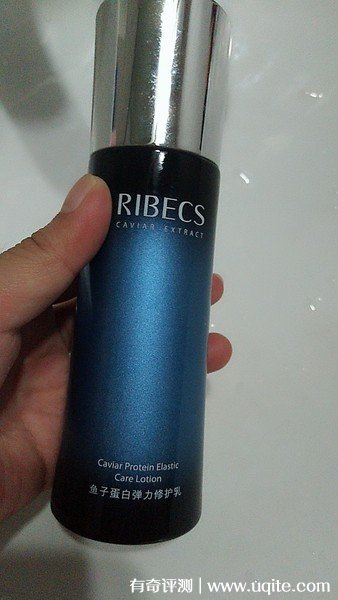 RIBECS
CAVIAR EXTRACT
Caviar Protein Elastic
Care Lotion
鱼子蛋白弹力修护乳
有奇评测 | www.uqite.com